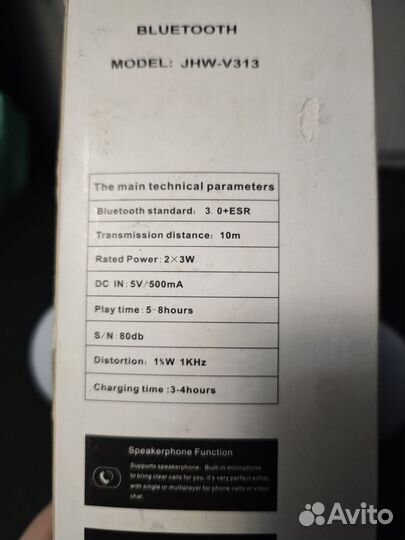 BLUETOOTH
MODEL: JHW-V313
The main technical parameters
Bluetooth standard: 3.0+ESR
Transmission distance: 10m
Rated Power: 2×3W
DC IN: 5V/500mA
Play time: 5-8hours
S/N: 80db
Distortion: 1%W 1KHz
Charging time: 3-4hours
Speakerphone Function
Supports speakerphone. Built-in microphone,
to bring clear calls for you, it's very perfect either
with single or multiplayer for phone calls or video
chat.
Avito